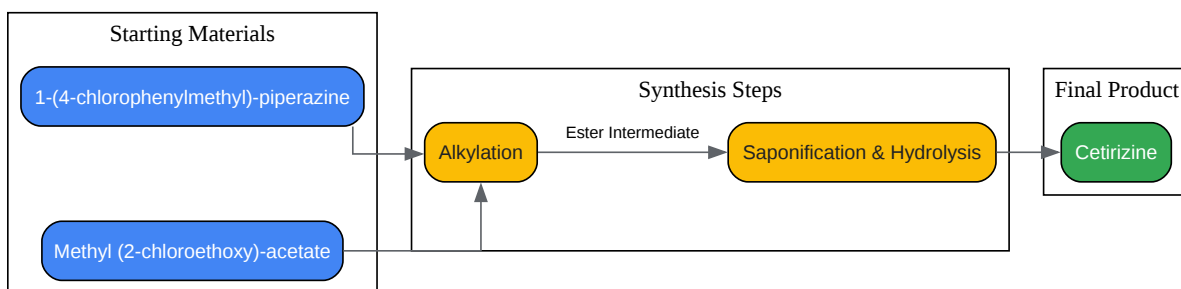 Starting Materials
1-(4-chlorophenylmethyl)-piperazine
Methyl (2-chloroethoxy)-acetate
Synthesis Steps
Alkylation
Ester Intermediate
Saponification & Hydrolysis
Final Product
Cetirizine